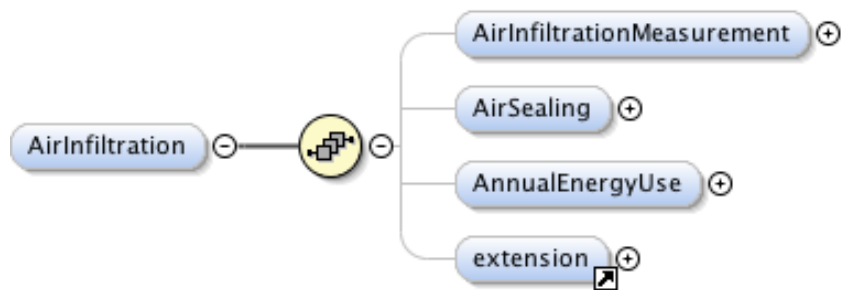 AirInfiltrationMeasurement
AirSealing
AirInfiltration
AnnualEnergyUse
extension